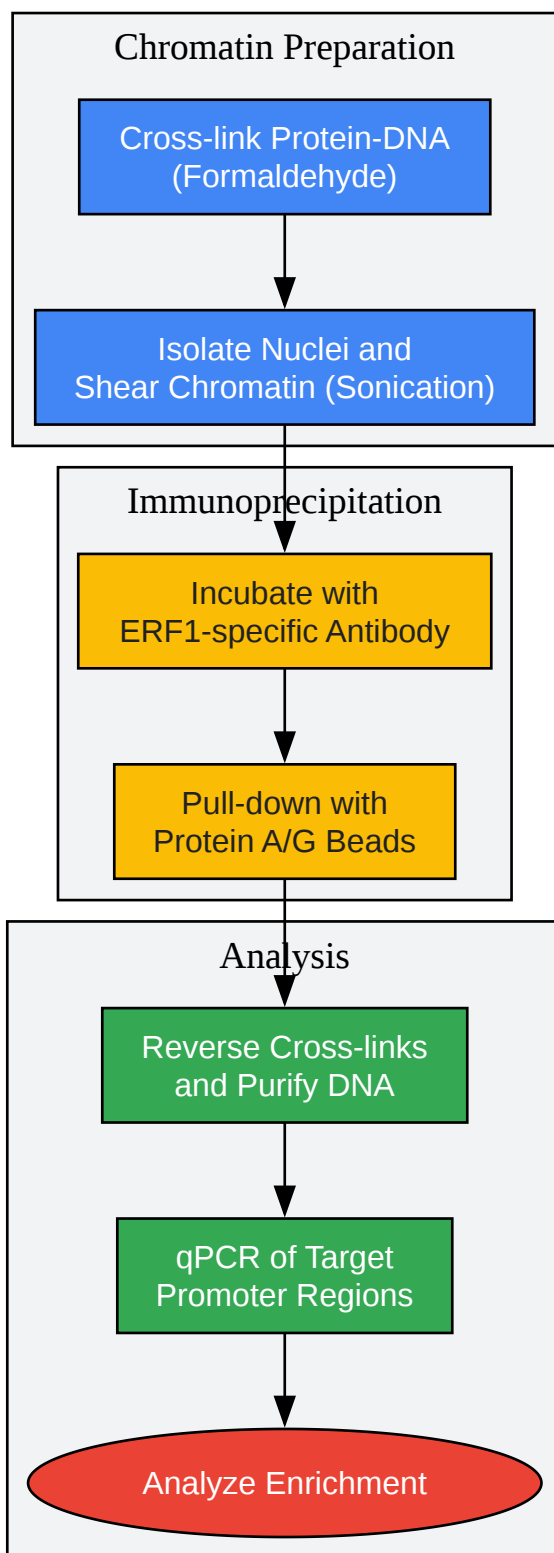 Chromatin Preparation
Cross-link Protein-DNA
(Formaldehyde)
Isolate Nuclei and
Shear Chromatin (Sonication)
Immunoprecipitation
Incubate with
ERF1-specific Antibody
Pull-down with
Protein A/G Beads
Analysis
Reverse Cross-links
and Purify DNA
qPCR of Target
Promoter Regions
Analyze Enrichment